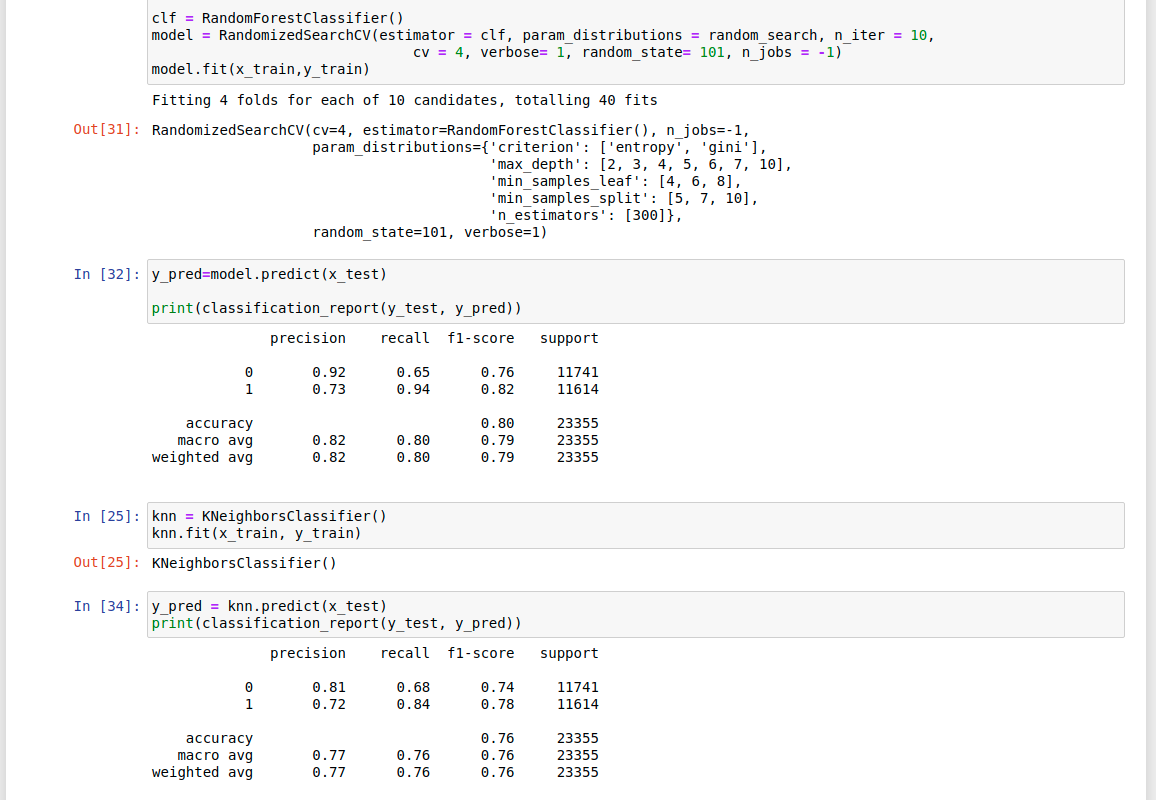 clf = RandomForestClassifier()
model = RandomizedSearchCV(estimator = clf, param_distributions = random_search, n_iter = 10,
                               cv = 4, verbose= 1, random_state= 101, n_jobs = -1)
model.fit(x_train,y_train)
Fitting 4 folds for each of 10 candidates, totalling 40 fits
Out[31]: RandomizedSearchCV(cv=4, estimator=RandomForestClassifier(), n_jobs=-1,
                   param_distributions={'criterion': ['entropy', 'gini'],
                                        'max_depth': [2, 3, 4, 5, 6, 7, 10],
                                        'min_samples_leaf': [4, 6, 8],
                                        'min_samples_split': [5, 7, 10],
                                        'n_estimators': [300]},
                   random_state=101, verbose=1)
In [32]: y_pred=model.predict(x_test)
print(classification_report(y_test, y_pred))
              precision    recall  f1-score   support
           0       0.92      0.65      0.76     11741
           1       0.73      0.94      0.82     11614
    accuracy                           0.80     23355
   macro avg       0.82      0.80      0.79     23355
weighted avg       0.82      0.80      0.79     23355
In [25]: knn = KNeighborsClassifier()
knn.fit(x_train, y_train)
Out[25]: KNeighborsClassifier()
In [34]: y_pred = knn.predict(x_test)
print(classification_report(y_test, y_pred))
              precision    recall  f1-score   support
           0       0.81      0.68      0.74     11741
           1       0.72      0.84      0.78     11614
    accuracy                           0.76     23355
   macro avg       0.77      0.76      0.76     23355
weighted avg       0.77      0.76      0.76     23355